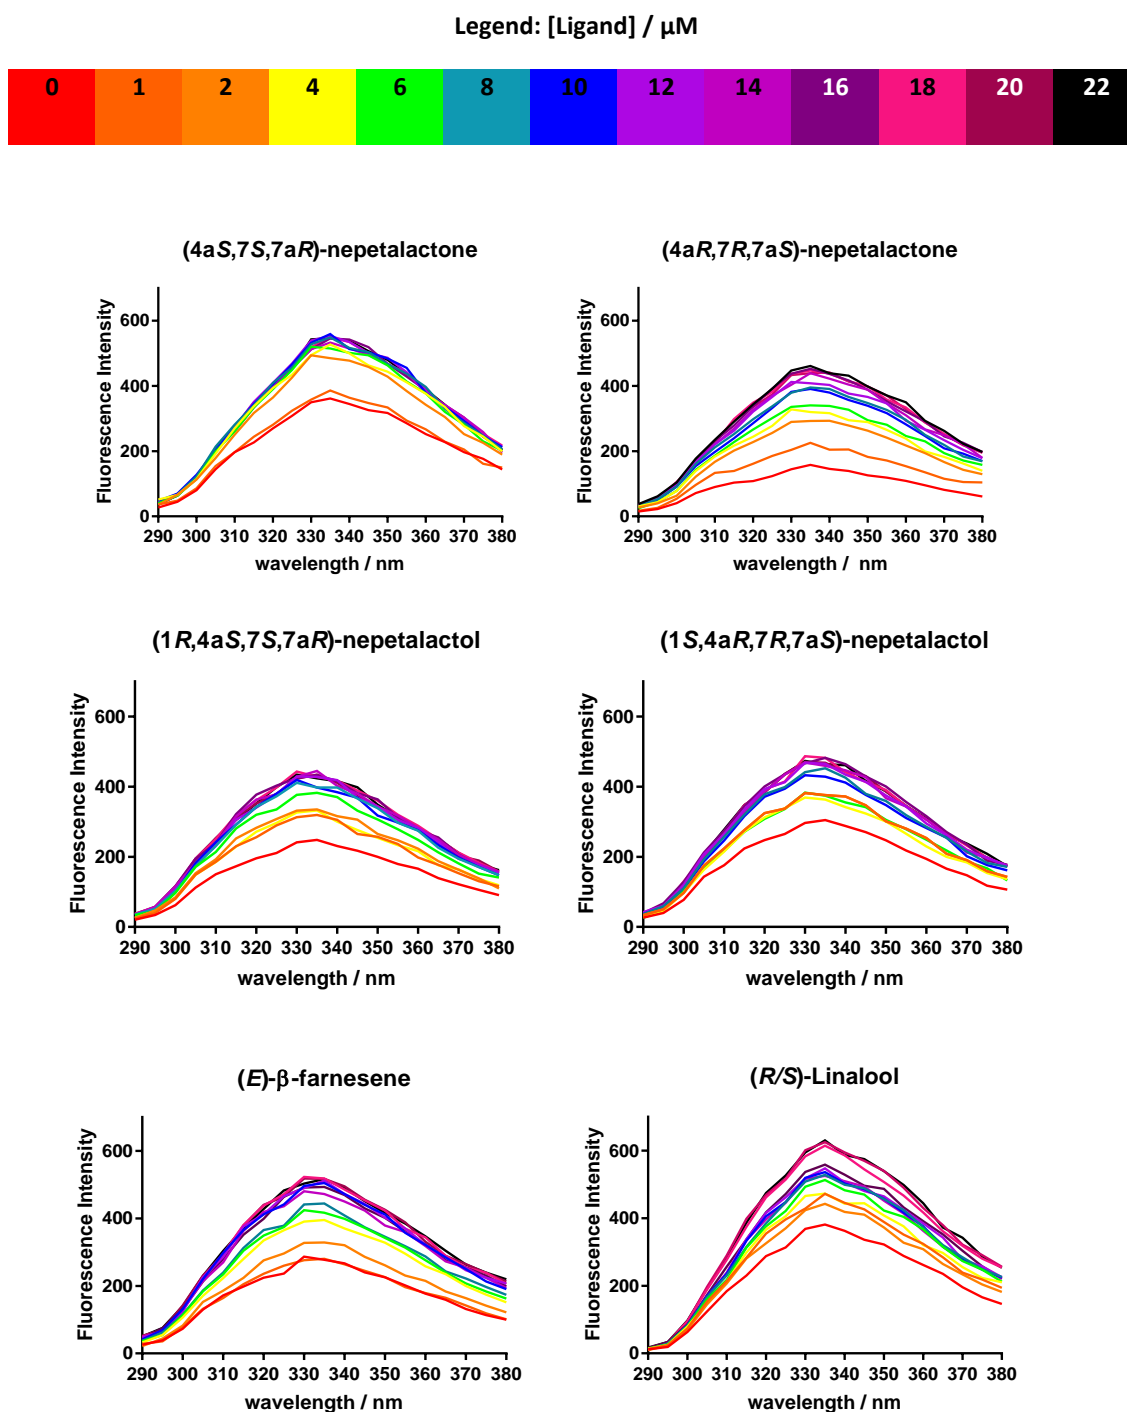 Legend: [Ligand] / µM
0 1 2 4 6 8 10 12 14 16 18 20 22
(4aS,7S,7aR)-nepetalactone
Fluorescence Intensity
600
400
200
0
290 300 310 320 330 340 350 360 370 380
wavelength / nm
(4aR,7R,7aS)-nepetalactone
Fluorescence Intensity
600
400
200
0
290 300 310 320 330 340 350 360 370 380
wavelength / nm
(1R,4aS,7S,7aR)-nepetalactol
Fluorescence Intensity
600
400
200
0
290 300 310 320 330 340 350 360 370 380
wavelength / nm
(1S,4aR,7R,7aS)-nepetalactol
Fluorescence Intensity
600
400
200
0
290 300 310 320 330 340 350 360 370 380
wavelength / nm
(E)-β-farnesene
Fluorescence Intensity
600
400
200
0
290 300 310 320 330 340 350 360 370 380
wavelength / nm
(R/S)-Linalool
Fluorescence Intensity
600
400
200
0
290 300 310 320 330 340 350 360 370 380
wavelength / nm